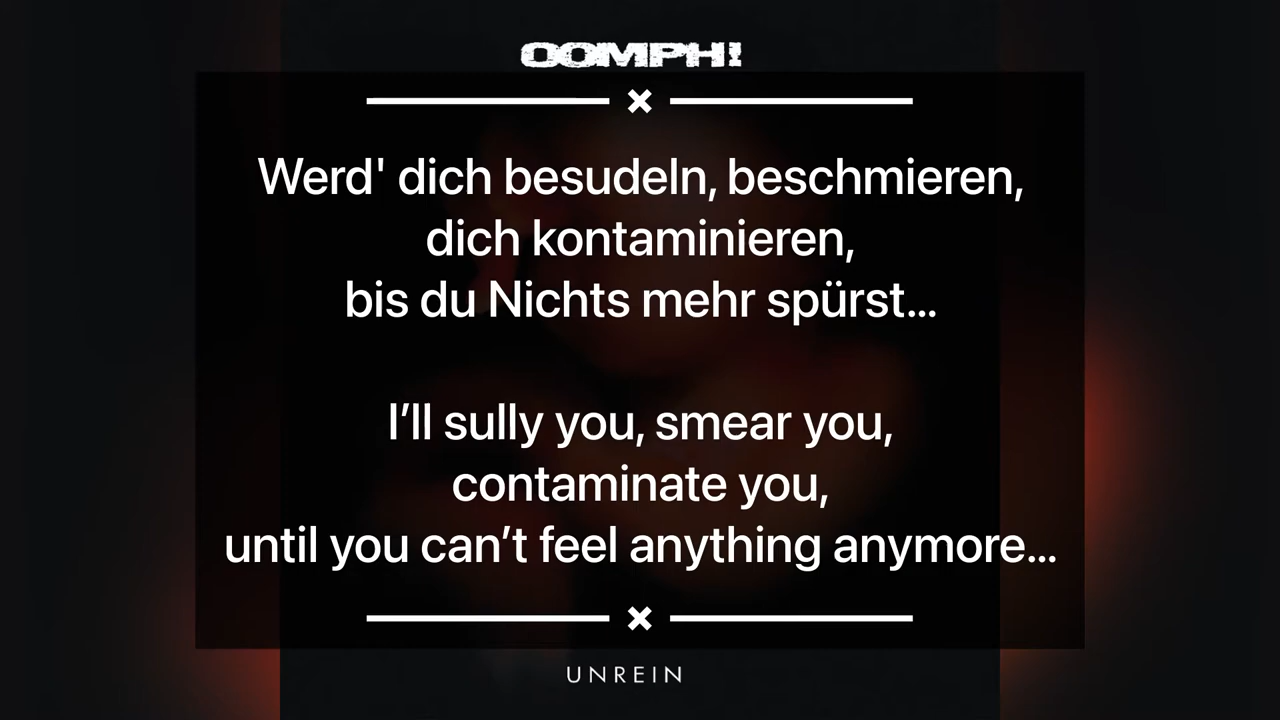 OOMPH!
Werd' dich besudeln, beschmieren,
dich kontaminieren,
bis du Nichts mehr spürst...
I’ll sully you, smear you,
contaminate you,
until you can’t feel anything anymore...
UNREIN